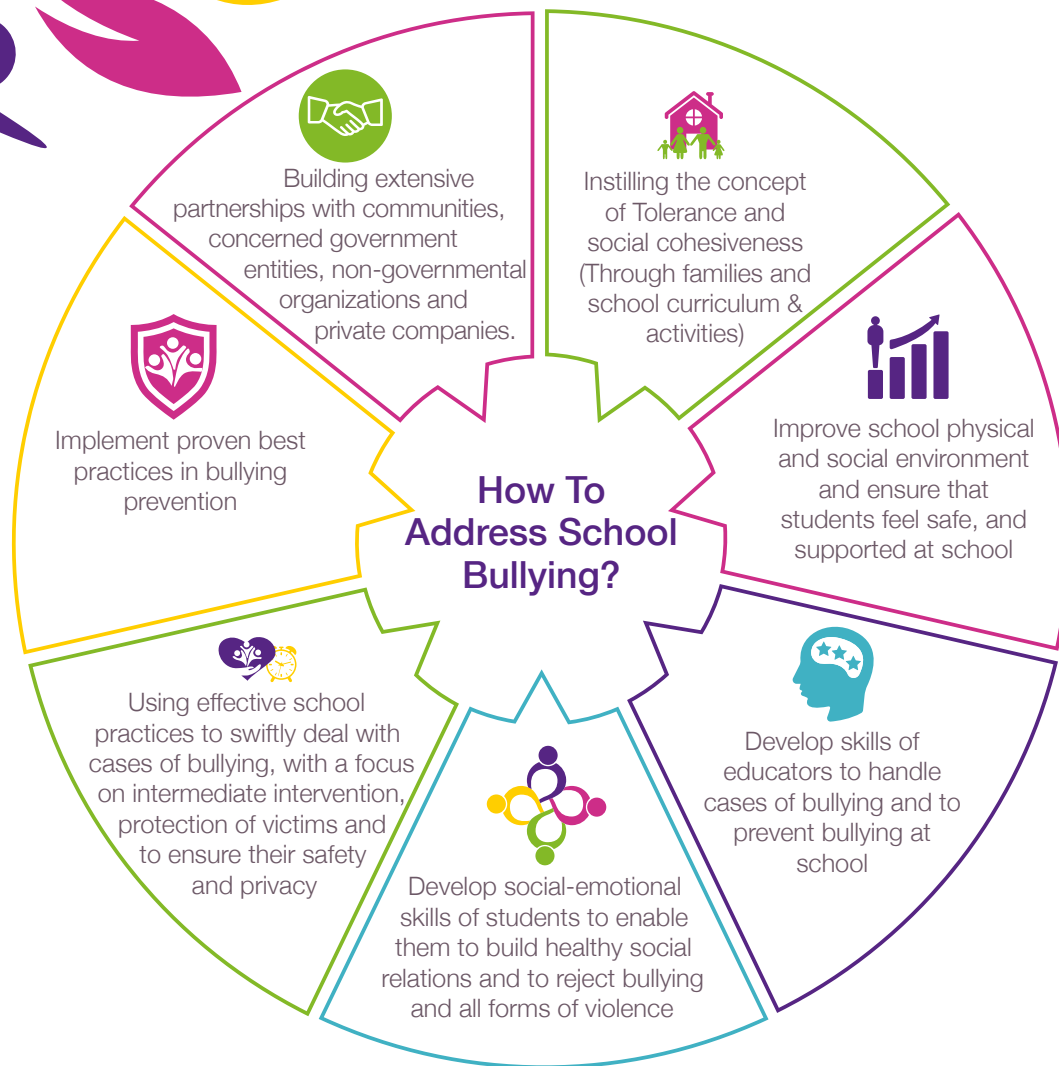 How To
Address School
Bullying?
Instilling the concept
of Tolerance and
social cohesiveness
(Through families and
school curriculum &
activities)
Improve school physical
and social environment
and ensure that
students feel safe, and
supported at school
Develop skills of
educators to handle
cases of bullying and to
prevent bullying at
school
Develop social-emotional
skills of students to enable
them to build healthy social
relations and to reject bullying
and all forms of violence
Using effective school
practices to swiftly deal with
cases of bullying, with a focus
on intermediate intervention,
protection of victims and
to ensure their safety
and privacy
Implement proven best
practices in bullying
prevention
Building extensive
partnerships with communities,
concerned government
entities, non-governmental
organizations and
private companies.